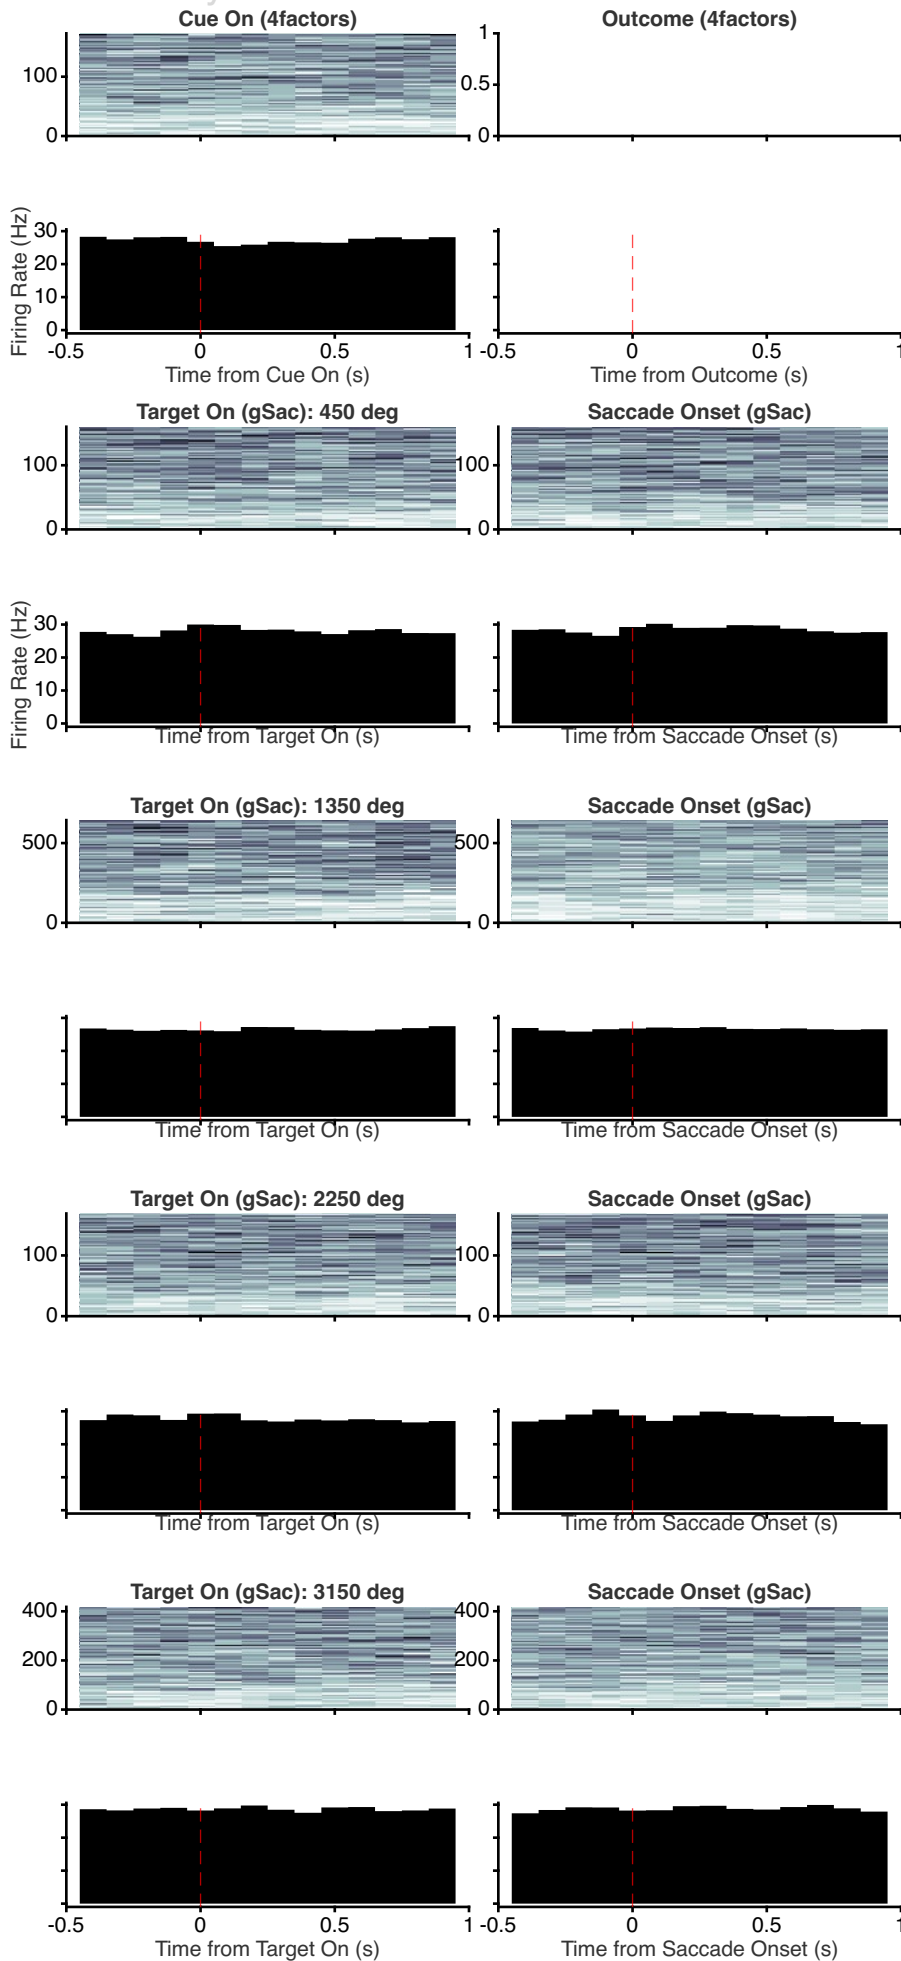 Cue On (4factors) Outcome (4factors)
100 1
0.5
0 0
Firing Rate (Hz)
30
20
10
0
-0.5 0 0.5 1 -0.5 0 0.5 1
Time from Cue On (s) Time from Outcome (s)
Target On (gSac): 450 deg Saccade Onset (gSac)
100 100
0 0
Firing Rate (Hz)
30
20
10
0
Time from Target On (s) Time from Saccade Onset (s)
Target On (gSac): 1350 deg Saccade Onset (gSac)
500 500
0 0
Time from Target On (s) Time from Saccade Onset (s)
Target On (gSac): 2250 deg Saccade Onset (gSac)
100 100
0 0
Time from Target On (s) Time from Saccade Onset (s)
Target On (gSac): 3150 deg Saccade Onset (gSac)
400 400
200 200
0 0
-0.5 0 0.5 1 -0.5 0 0.5 1
Time from Target On (s) Time from Saccade Onset (s)